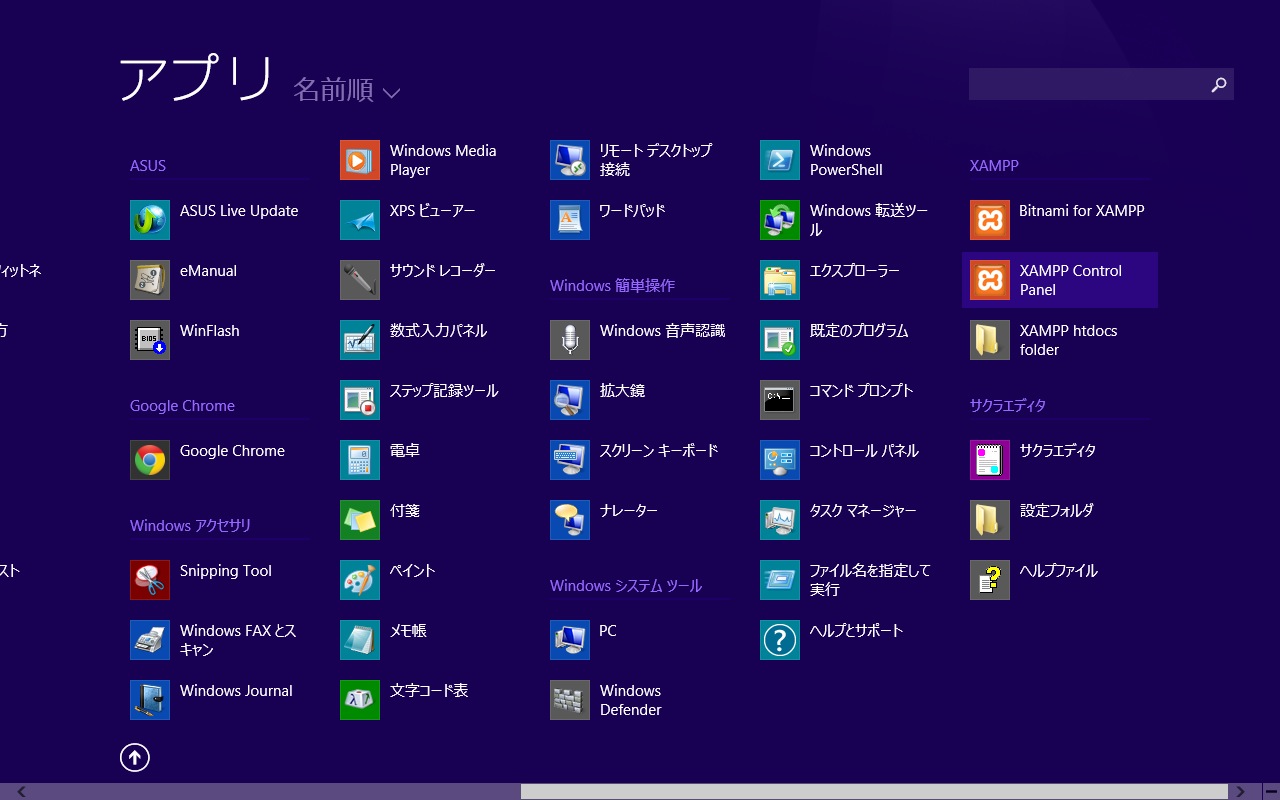 アプリ 名前順
ィットネ
方
スト
ASUS
ASUS Live Update
eManual
WinFlash
Google Chrome
Google Chrome
Windows アクセサリ
Snipping Tool
Windows FAX とス
キャン
Windows Journal
Windows Media
Player
XPS ビューアー
サウンド レコーダー
数式入力パネル
ステップ記録ツール
電卓
付箋
ペイント
メモ帳
文字コード表
リモート デスクトップ
接続
ワードパッド
Windows 簡単操作
Windows 音声認識
拡大鏡
スクリーン キーボード
ナレーター
Windows システム ツール
PC
Windows
Defender
Windows
PowerShell
Windows 転送ツー
ル
エクスプローラー
既定のプログラム
コマンド プロンプト
コントロール パネル
タスク マネージャー
ファイル名を指定して
実行
ヘルプとサポート
XAMPP
Bitnami for XAMPP
XAMPP Control
Panel
XAMPP htdocs
folder
サクラエディタ
サクラエディタ
設定フォルダ
ヘルプファイル